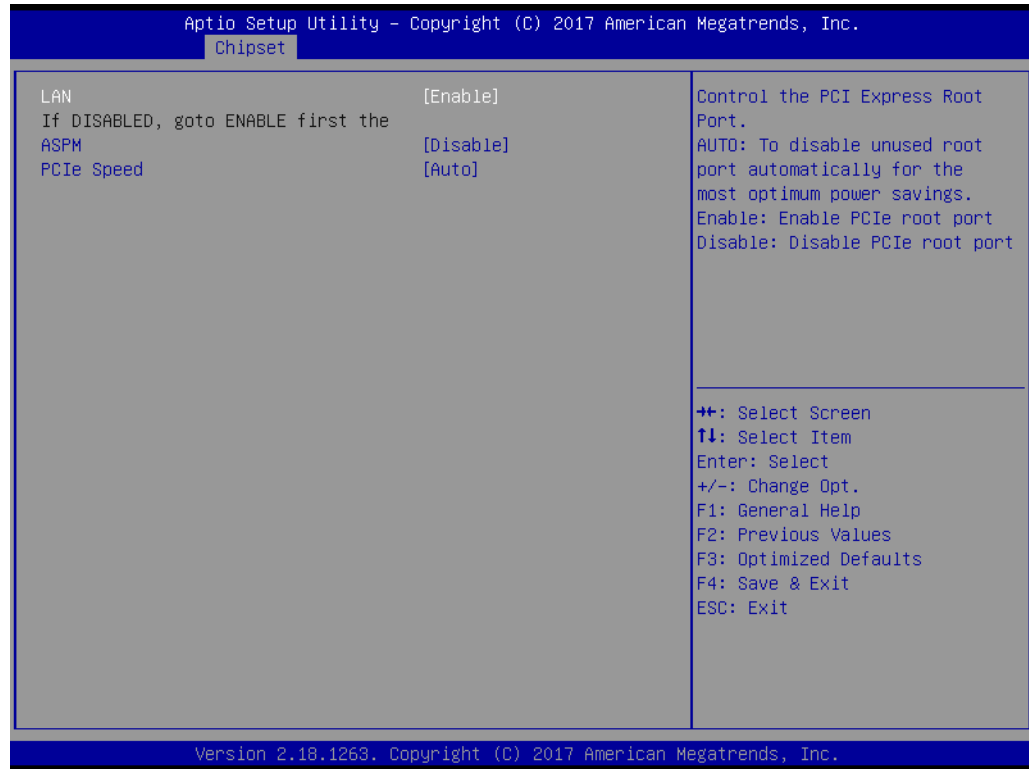 Aptio Setup Utility – Copyright (C) 2017 American Megatrends, Inc.
Chipset
LAN [Enable]
If DISABLED, goto ENABLE first the
ASPM [Disable]
PCIe Speed [Auto]
Control the PCI Express Root
Port.
AUTO: To disable unused root
port automatically for the
most optimum power savings.
Enable: Enable PCIe root port
Disable: Disable PCIe root port
→←: Select Screen
↑↓: Select Item
Enter: Select
+/-: Change Opt.
F1: General Help
F2: Previous Values
F3: Optimized Defaults
F4: Save & Exit
ESC: Exit
Version 2.18.1263. Copyright (C) 2017 American Megatrends, Inc.